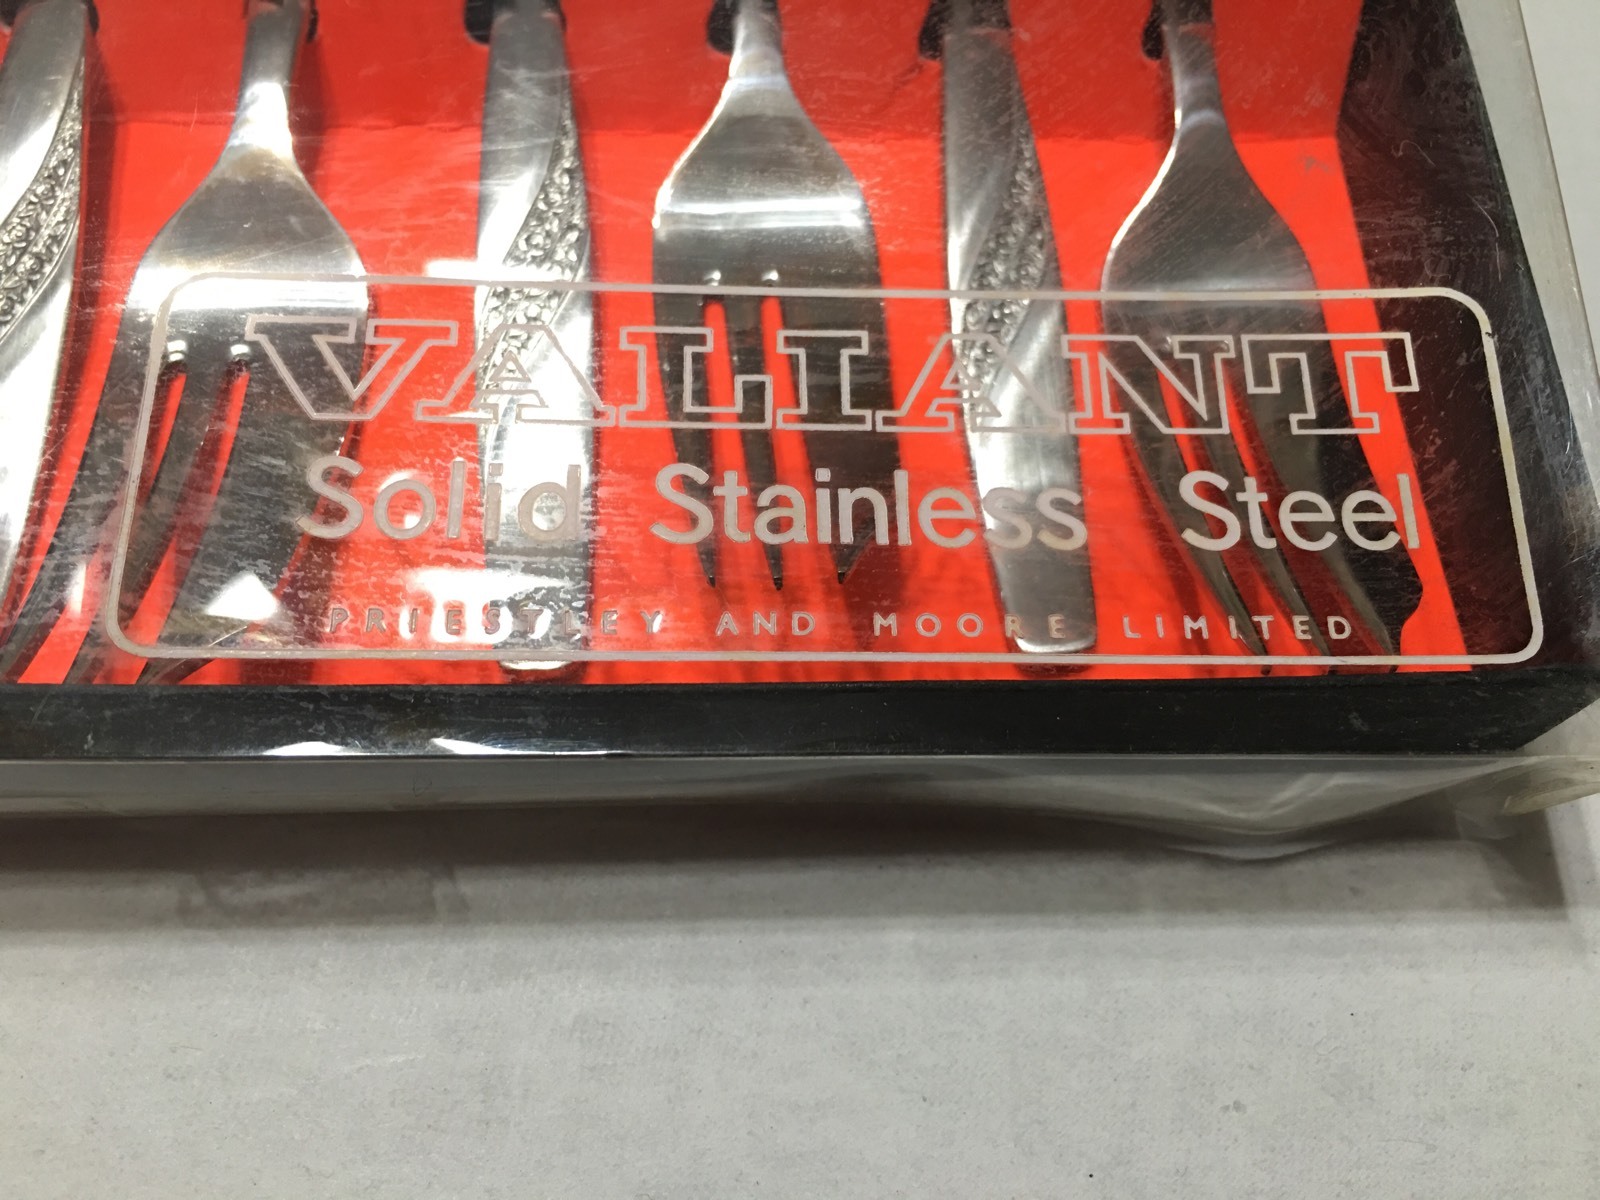 VALIANT
Solid Stainless Steel
PRIESTLEY AND MOORE LIMITED